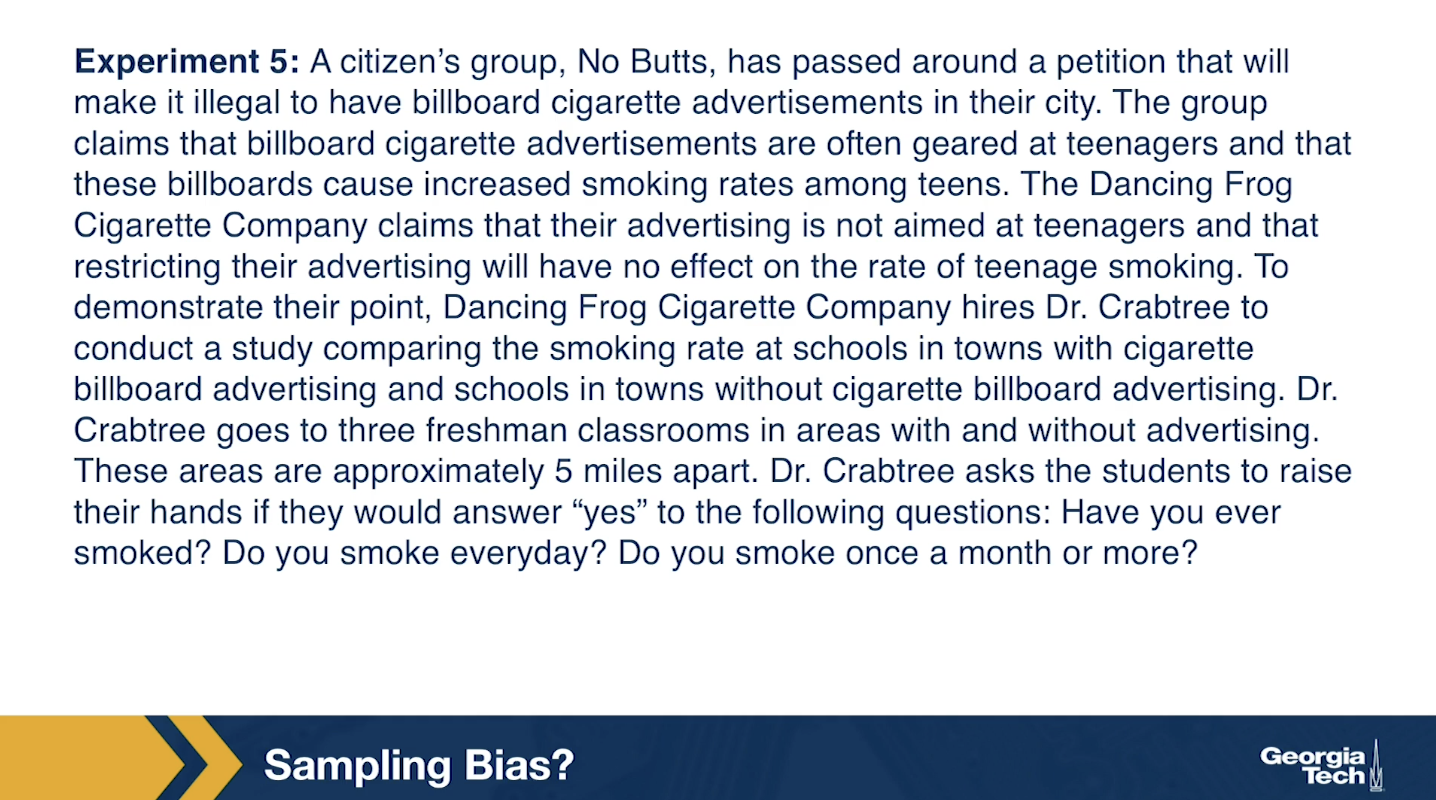 Experiment 5: A citizen’s group, No Butts, has passed around a petition that will
make it illegal to have billboard cigarette advertisements in their city. The group
claims that billboard cigarette advertisements are often geared at teenagers and that
these billboards cause increased smoking rates among teens. The Dancing Frog
Cigarette Company claims that their advertising is not aimed at teenagers and that
restricting their advertising will have no effect on the rate of teenage smoking. To
demonstrate their point, Dancing Frog Cigarette Company hires Dr. Crabtree to
conduct a study comparing the smoking rate at schools in towns with cigarette
billboard advertising and schools in towns without cigarette billboard advertising. Dr.
Crabtree goes to three freshman classrooms in areas with and without advertising.
These areas are approximately 5 miles apart. Dr. Crabtree asks the students to raise
their hands if they would answer “yes” to the following questions: Have you ever
smoked? Do you smoke everyday? Do you smoke once a month or more?
Sampling Bias?
Georgia
Tech